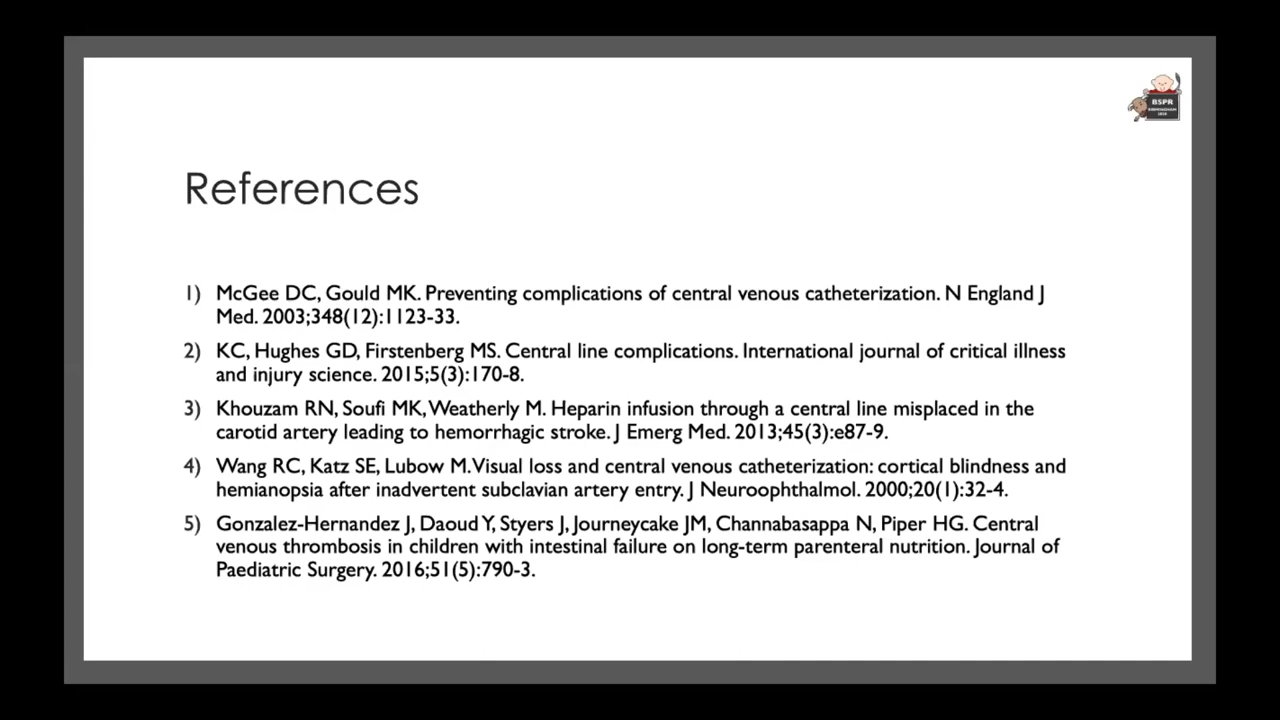 BSPR
References
1) McGee DC, Gould MK. Preventing complications of central venous catheterization. N England J
Med. 2003;348(12):1123-33.
2) KC, Hughes GD, Firstenberg MS. Central line complications. International journal of critical illness
and injury science. 2015;5(3):170-8.
3) Khouzam RN, Soufi MK, Weatherly M. Heparin infusion through a central line misplaced in the
carotid artery leading to hemorrhagic stroke. J Emerg Med. 2013;45(3):e87-9.
4) Wang RC, Katz SE, Lubow M. Visual loss and central venous catheterization: cortical blindness and
hemianopsia after inadvertent subclavian artery entry. J Neuroophthalmol. 2000;20(1):32-4.
5) Gonzalez-Hernandez J, Daoud Y, Styers J, Journeycake JM, Channabasappa N, Piper HG. Central
venous thrombosis in children with intestinal failure on long-term parenteral nutrition. Journal of
Paediatric Surgery. 2016;51(5):790-3.